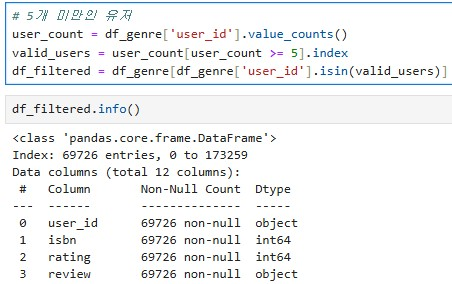 # 5개 미만인 유저
user_count = df_genre['user_id'].value_counts()
valid_users = user_count[user_count >= 5].index
df_filtered = df_genre[df_genre['user_id'].isin(valid_users)]
df_filtered.info()
<class 'pandas.core.frame.DataFrame'>
Index: 69726 entries, 0 to 173259
Data columns (total 12 columns):
 #   Column       Non-Null Count  Dtype
---  ------       --------------  -----
 0   user_id      69726 non-null  object
 1   isbn         69726 non-null  int64
 2   rating       69726 non-null  int64
 3   review       69726 non-null  object